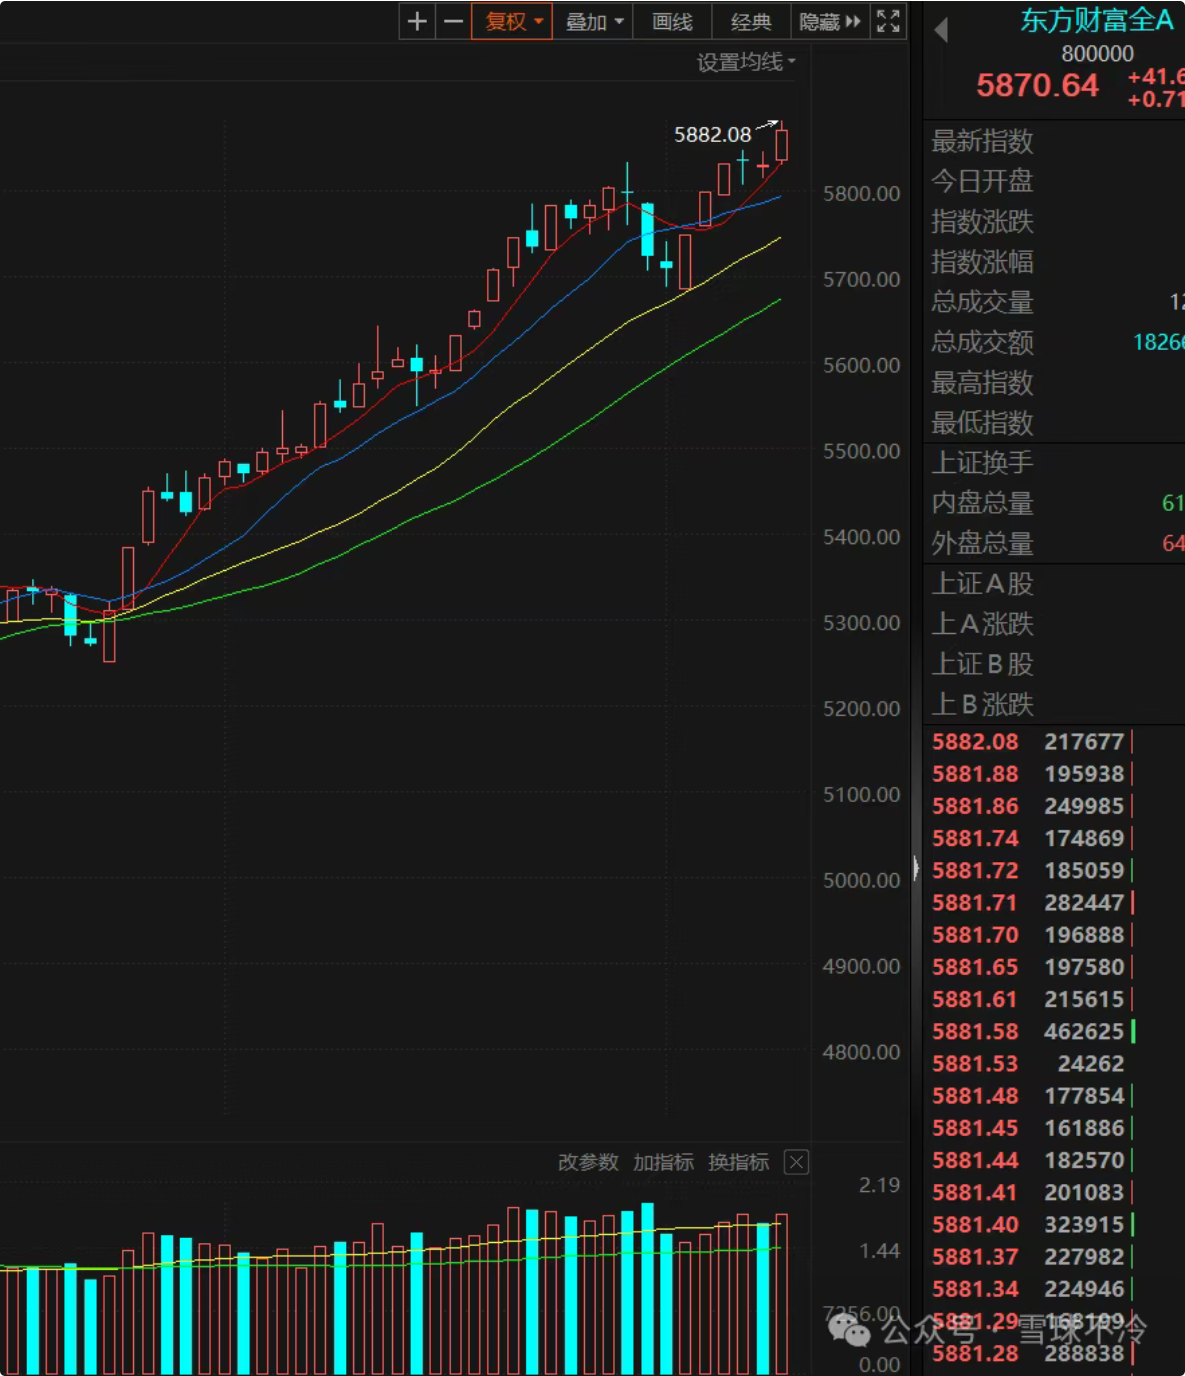 复权 叠加 画线 经典 隐藏
设置均线
5882.08
5800.00
5700.00
5600.00
5500.00
5400.00
5300.00
5200.00
5100.00
5000.00
4900.00
4800.00
改参数 加指标 换指标
2.19
1.44
7256.00
0.00
东方财富全A
800000
5870.64 +41.6
+0.71
最新指数
今日开盘
指数涨跌
指数涨幅
总成交量 12
总成交额 18266
最高指数
最低指数
上证换手
内盘总量 61
外盘总量 64
上证A股
上A涨跌
上证B股
上B涨跌
5882.08 217677
5881.88 195938
5881.86 249985
5881.74 174869
5881.72 185059
5881.71 282447
5881.70 196888
5881.65 197580
5881.61 215615
5881.58 462625
5881.53 24262
5881.48 177854
5881.45 161886
5881.44 182570
5881.41 201083
5881.40 323915
5881.37 227982
5881.34 224946
5881.29 168199
公众号 · 雪球不冷
5881.28 288838